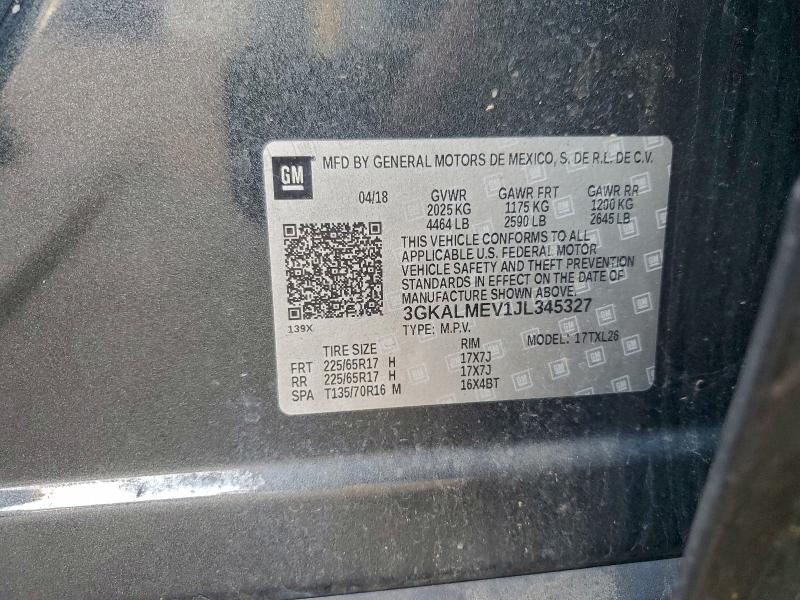 GM
MFD BY GENERAL MOTORS DE MEXICO, S. DE R.L. DE C.V.
04/18 GVWR GAWR FRT GAWR RR
2025 KG 1175 KG 1200 KG
4464 LB 2590 LB 2645 LB
THIS VEHICLE CONFORMS TO ALL
APPLICABLE U.S. FEDERAL MOTOR
VEHICLE SAFETY AND THEFT PREVENTION
STANDARDS IN EFFECT ON THE DATE OF
MANUFACTURE SHOWN ABOVE.
3GKALMEV1JL345327
139X
TYPE: M.P.V. MODEL: 17TXL26
TIRE SIZE RIM
FRT 225/65R17 H 17X7J
RR 225/65R17 H 17X7J
SPA T135/70R16 M 16X4BT